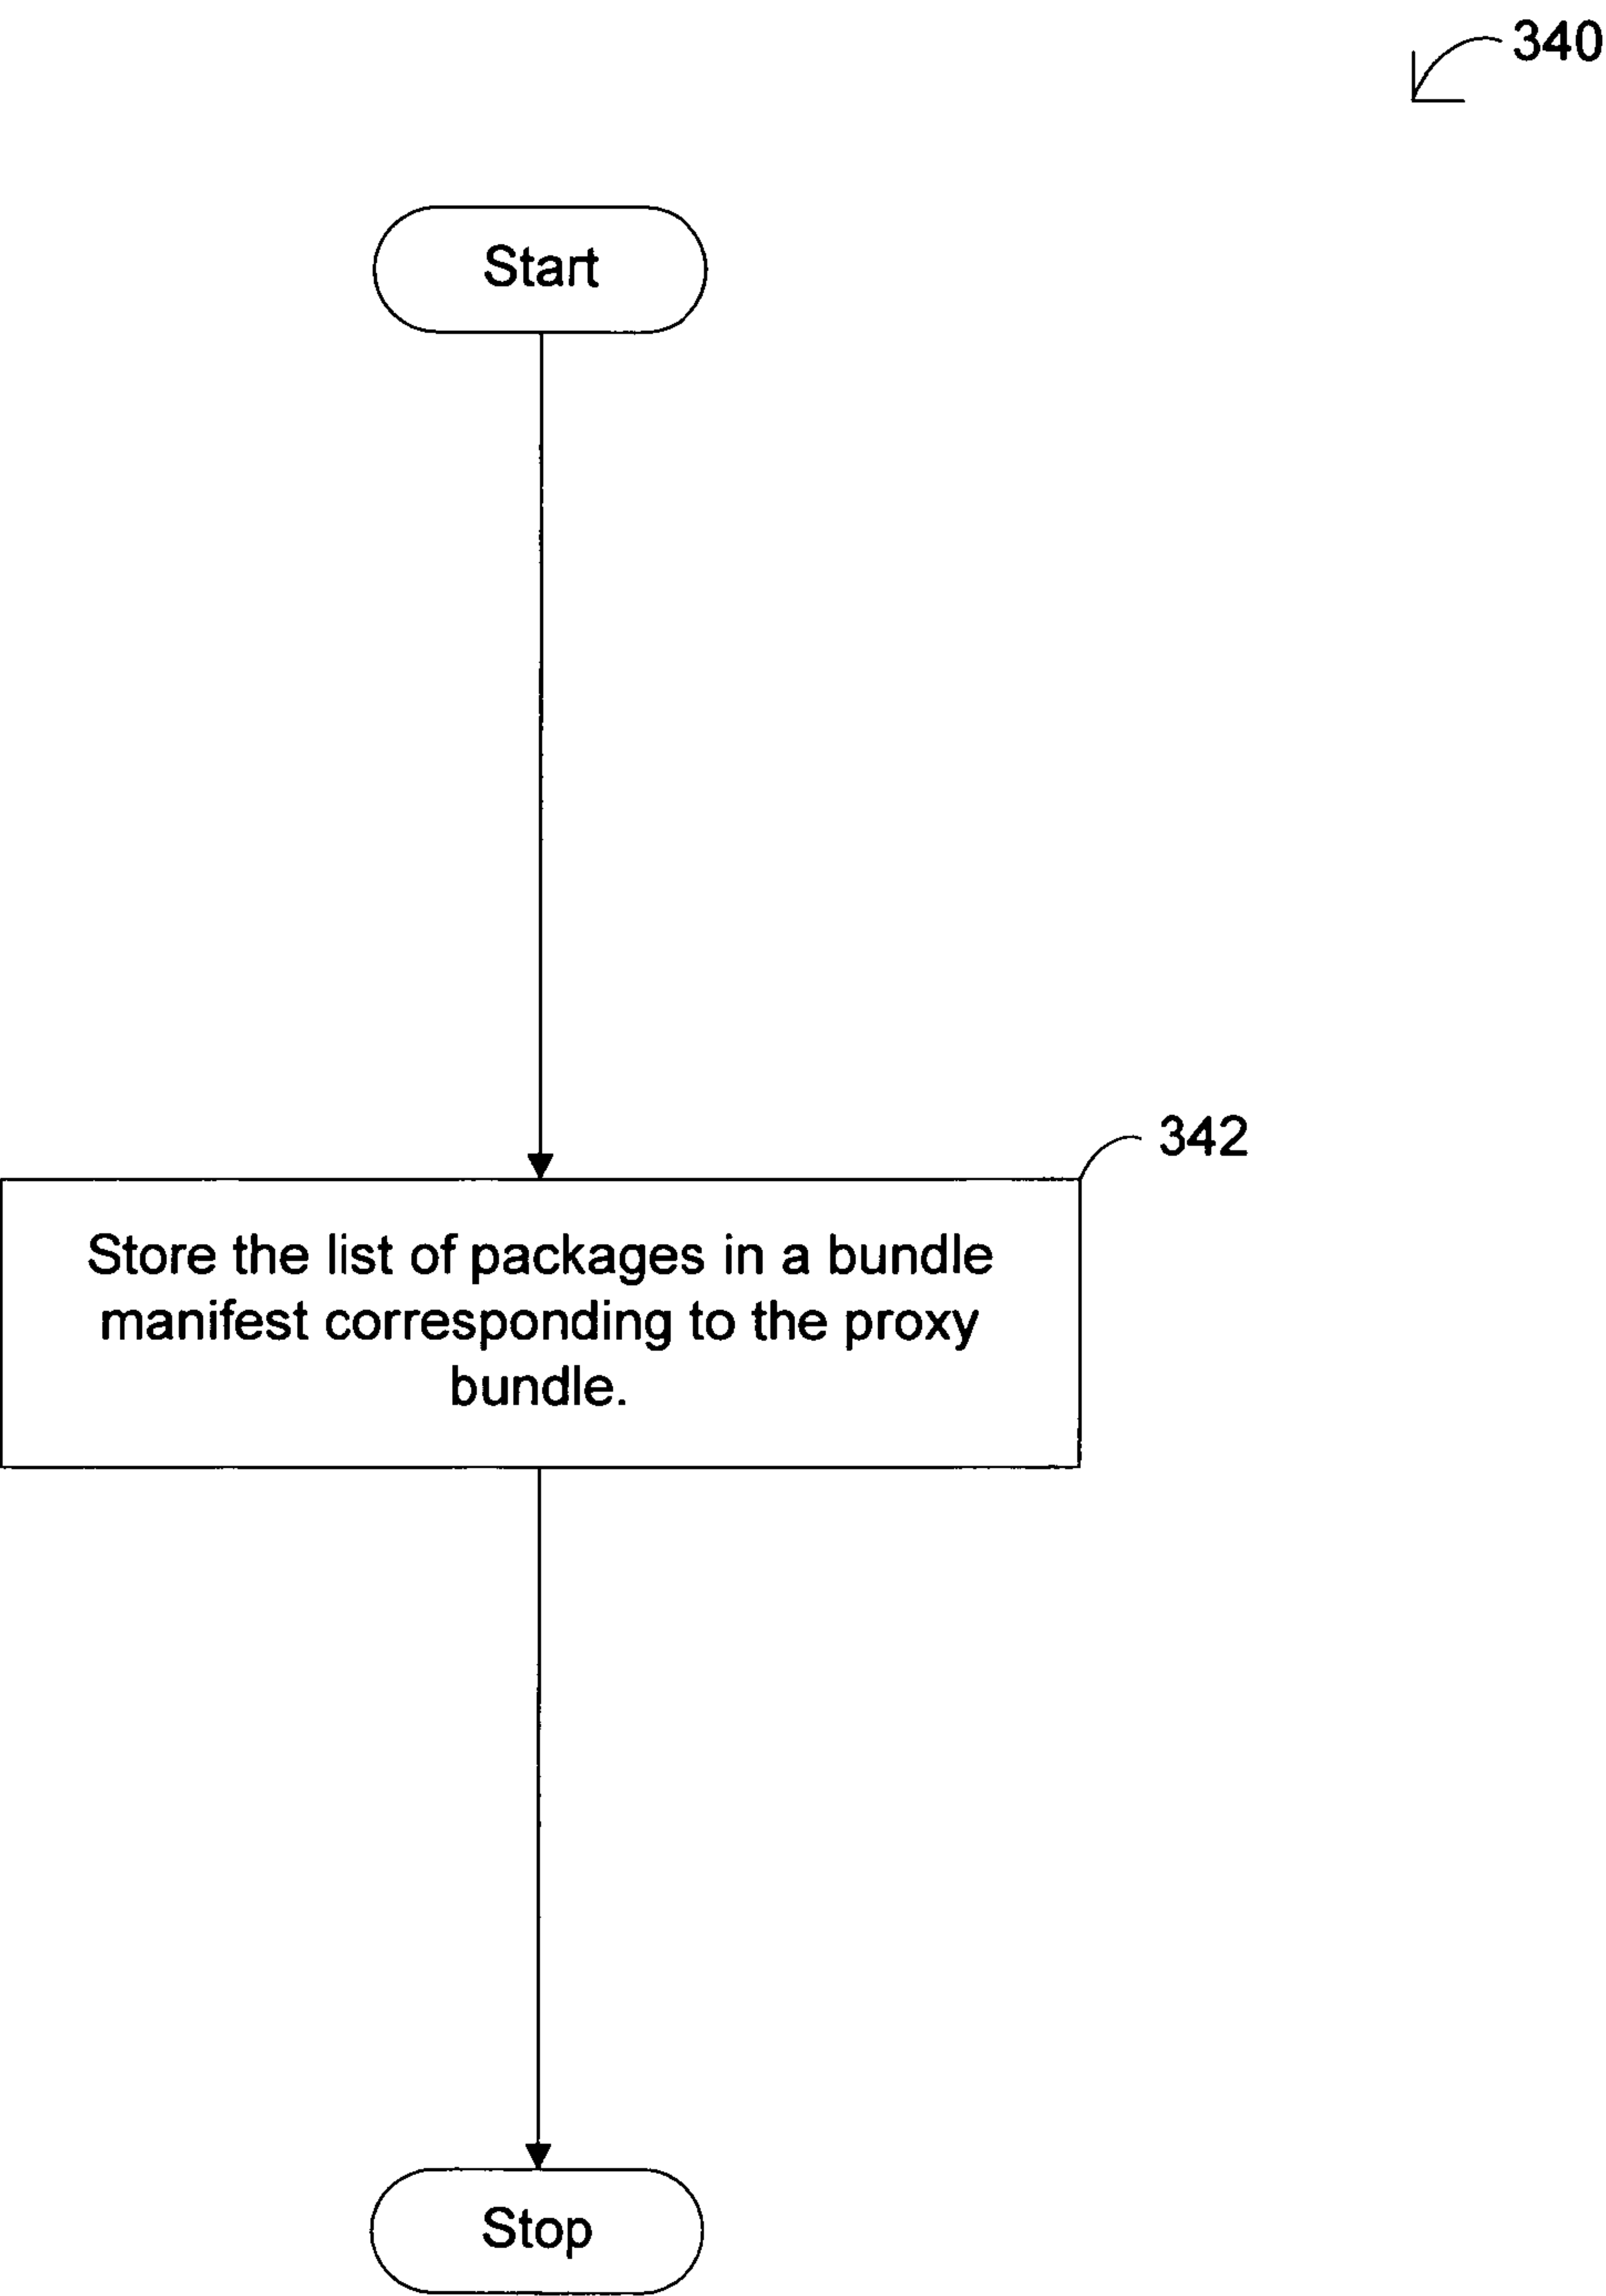 340
Start
342
Store the list of packages in a bundle
manifest corresponding to the proxy
bundle.
Stop